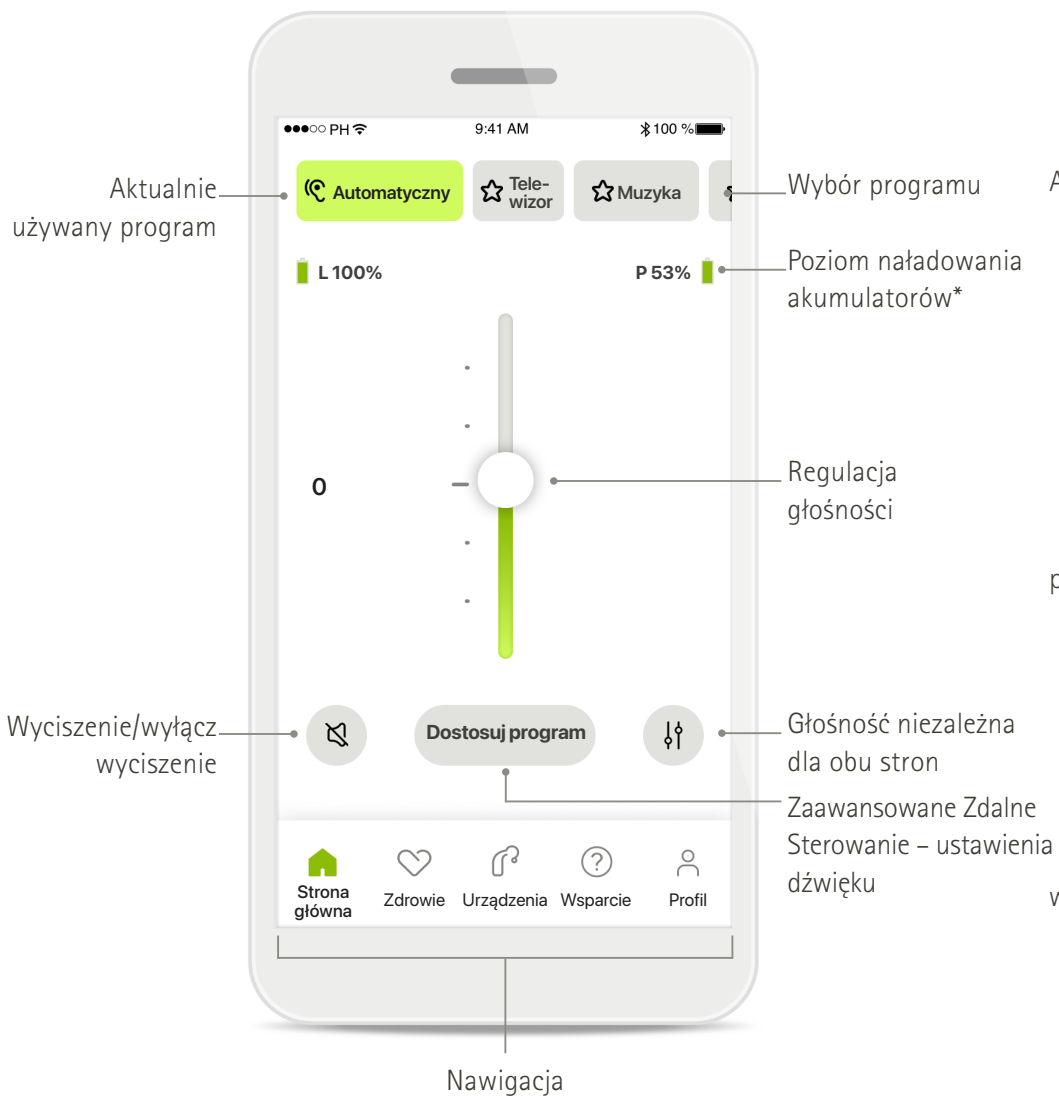 ●●●○○ PH 9:41 AM 100 %
Automatyczny
Tele-
wizor
Muzyka
Aktualnie
używany program
Wybór programu
L 100%
P 53%
Poziom naładowania
akumulatorów*
0
Regulacja
głośności
Wyciszenie/wyłącz
wyciszenie
Dostosuj program
Głośność niezależna
dla obu stron
Zaawansowane Zdalne
Sterowanie – ustawienia
dźwięku
Strona
główna
Zdrowie
Urządzenia
Wsparcie
Profil
Nawigacja